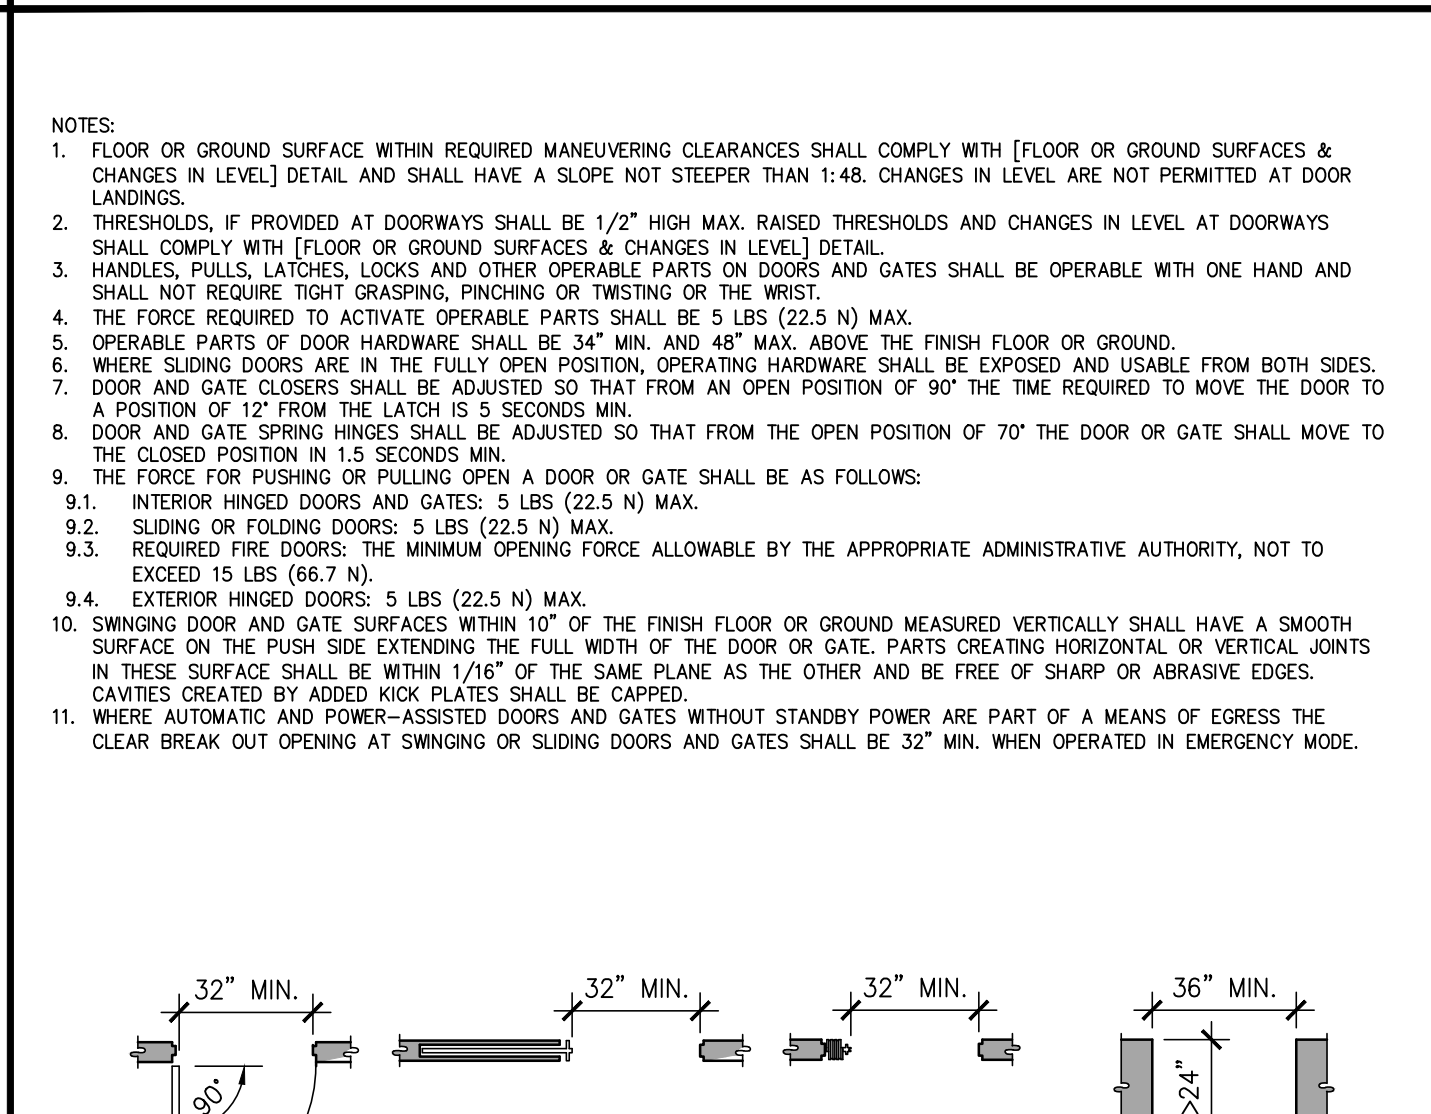 NOTES:
1. FLOOR OR GROUND SURFACE WITHIN REQUIRED MANEUVERING CLEARANCES SHALL COMPLY WITH [FLOOR OR GROUND SURFACES &
CHANGES IN LEVEL] DETAIL AND SHALL HAVE A SLOPE NOT STEEPER THAN 1:48. CHANGES IN LEVEL ARE NOT PERMITTED AT DOOR
LANDINGS.
2. THRESHOLDS, IF PROVIDED AT DOORWAYS SHALL BE 1/2" HIGH MAX. RAISED THRESHOLDS AND CHANGES IN LEVEL AT DOORWAYS
SHALL COMPLY WITH [FLOOR OR GROUND SURFACES & CHANGES IN LEVEL] DETAIL.
3. HANDLES, PULLS, LATCHES, LOCKS AND OTHER OPERABLE PARTS ON DOORS AND GATES SHALL BE OPERABLE WITH ONE HAND AND
SHALL NOT REQUIRE TIGHT GRASPING, PINCHING OR TWISTING OR THE WRIST.
4. THE FORCE REQUIRED TO ACTIVATE OPERABLE PARTS SHALL BE 5 LBS (22.5 N) MAX.
5. OPERABLE PARTS OF DOOR HARDWARE SHALL BE 34" MIN. AND 48" MAX. ABOVE THE FINISH FLOOR OR GROUND.
6. WHERE SLIDING DOORS ARE IN THE FULLY OPEN POSITION, OPERATING HARDWARE SHALL BE EXPOSED AND USABLE FROM BOTH SIDES.
7. DOOR AND GATE CLOSERS SHALL BE ADJUSTED SO THAT FROM AN OPEN POSITION OF 90° THE TIME REQUIRED TO MOVE THE DOOR TO
A POSITION OF 12° FROM THE LATCH IS 5 SECONDS MIN.
8. DOOR AND GATE SPRING HINGES SHALL BE ADJUSTED SO THAT FROM THE OPEN POSITION OF 70° THE DOOR OR GATE SHALL MOVE TO
THE CLOSED POSITION IN 1.5 SECONDS MIN.
9. THE FORCE FOR PUSHING OR PULLING OPEN A DOOR OR GATE SHALL BE AS FOLLOWS:
9.1. INTERIOR HINGED DOORS AND GATES: 5 LBS (22.5 N) MAX.
9.2. SLIDING OR FOLDING DOORS: 5 LBS (22.5 N) MAX.
9.3. REQUIRED FIRE DOORS: THE MINIMUM OPENING FORCE ALLOWABLE BY THE APPROPRIATE ADMINISTRATIVE AUTHORITY, NOT TO
EXCEED 15 LBS (66.7 N).
9.4. EXTERIOR HINGED DOORS: 5 LBS (22.5 N) MAX.
10. SWINGING DOOR AND GATE SURFACES WITHIN 10" OF THE FINISH FLOOR OR GROUND MEASURED VERTICALLY SHALL HAVE A SMOOTH
SURFACE ON THE PUSH SIDE EXTENDING THE FULL WIDTH OF THE DOOR OR GATE. PARTS CREATING HORIZONTAL OR VERTICAL JOINTS
IN THESE SURFACE SHALL BE WITHIN 1/16" OF THE SAME PLANE AS THE OTHER AND BE FREE OF SHARP OR ABRASIVE EDGES.
CAVITIES CREATED BY ADDED KICK PLATES SHALL BE CAPPED.
11. WHERE AUTOMATIC AND POWER-ASSISTED DOORS AND GATES WITHOUT STANDBY POWER ARE PART OF A MEANS OF EGRESS THE
CLEAR BREAK OUT OPENING AT SWINGING OR SLIDING DOORS AND GATES SHALL BE 32" MIN. WHEN OPERATED IN EMERGENCY MODE.
32" MIN.
32" MIN.
32" MIN.
36" MIN.
90°
>24"